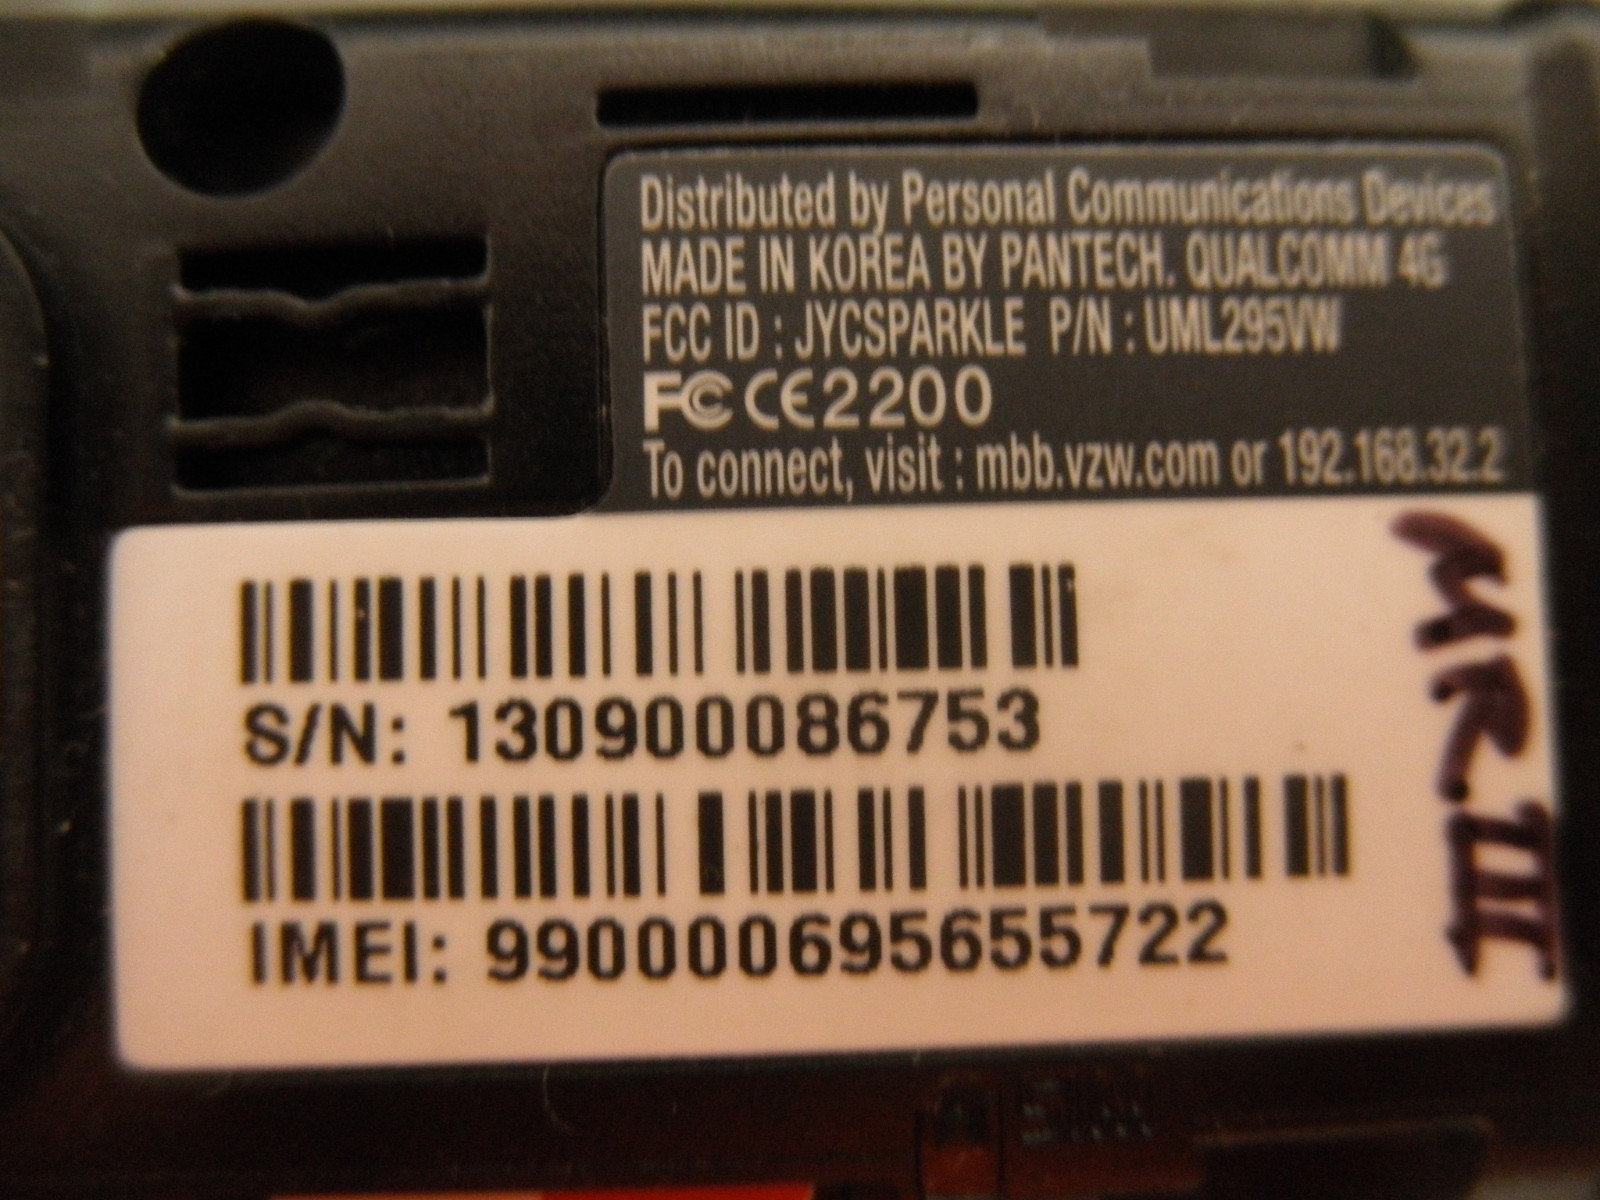 Distributed by Personal Communications Devices
MADE IN KOREA BY PANTECH. QUALCOMM 4G
FCC ID : JYCSPARKLE P/N : UML295VW
FC CE2200
To connect, visit : mbb.vzw.com or 192.168.32.2
S/N: 130900086753
IMEI: 990000695655722
MR.III